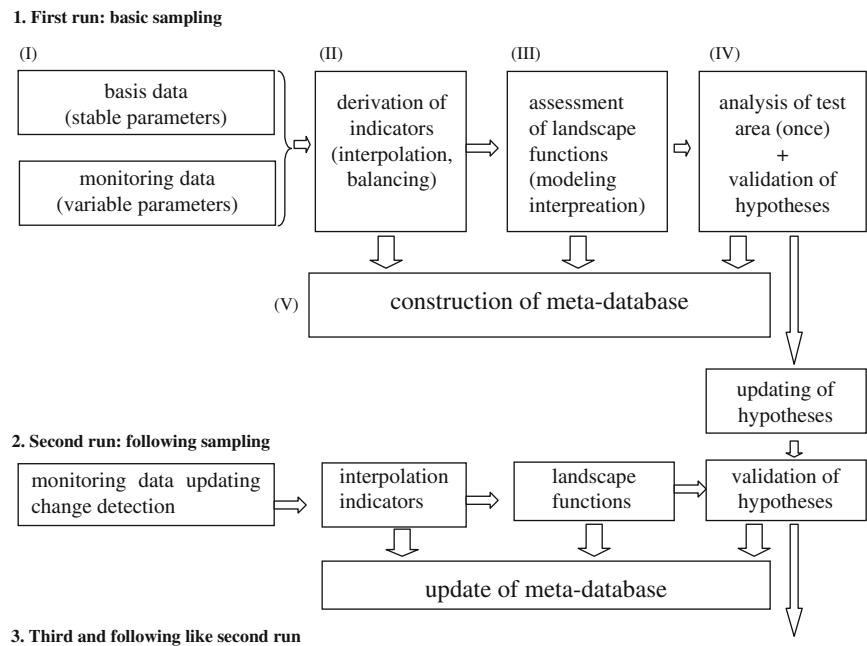 1. First run: basic sampling
(I)
(II)
(III)
(IV)
basis data
(stable parameters)
monitoring data
(variable parameters)
derivation of
indicators
(interpolation,
balancing)
assessment
of landscape
functions
(modeling
interpreation)
analysis of test
area (once)
+
validation of
hypotheses
(V)
construction of meta-database
updating of
hypotheses
2. Second run: following sampling
monitoring data updating
change detection
interpolation
indicators
landscape
functions
validation of
hypotheses
update of meta-database
3. Third and following like second run